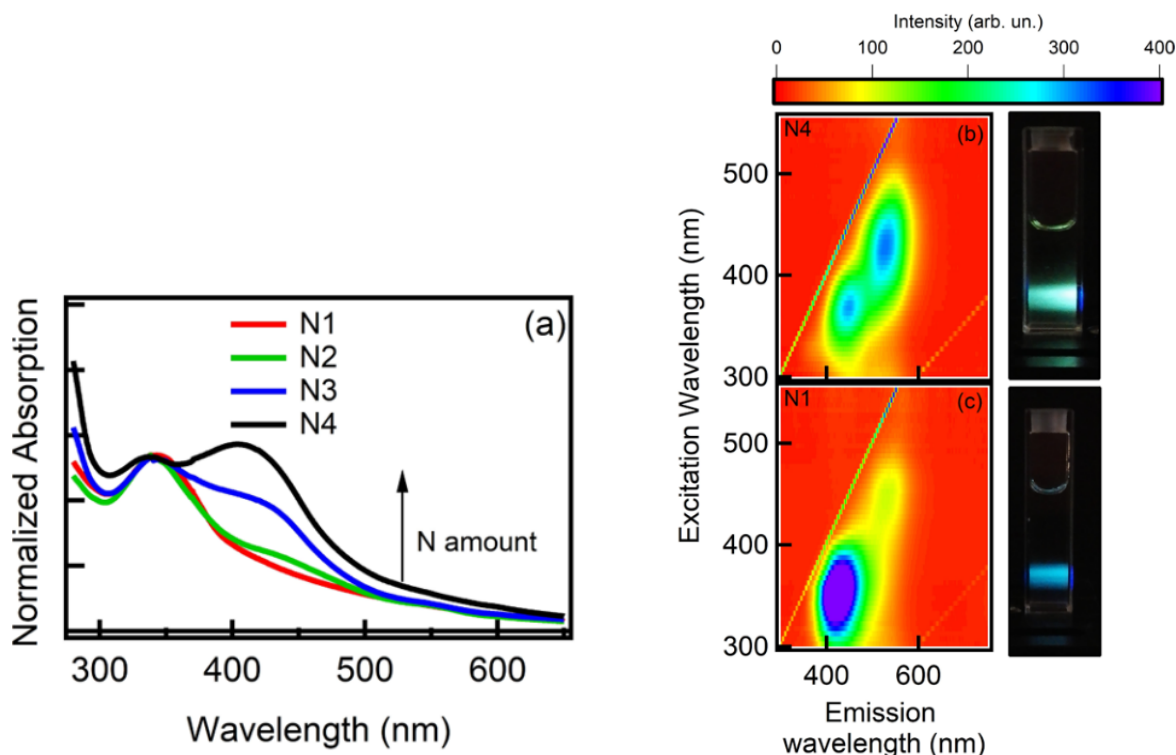 (a)
N1
N2
N3
N4
N amount
Normalized Absorption
300 400 500 600
Wavelength (nm)
Intensity (arb. un.)
0 100 200 300 400
N4 (b)
500
400
300
N1 (c)
500
400
300
Excitation Wavelength (nm)
400 600
Emission
wavelength (nm)